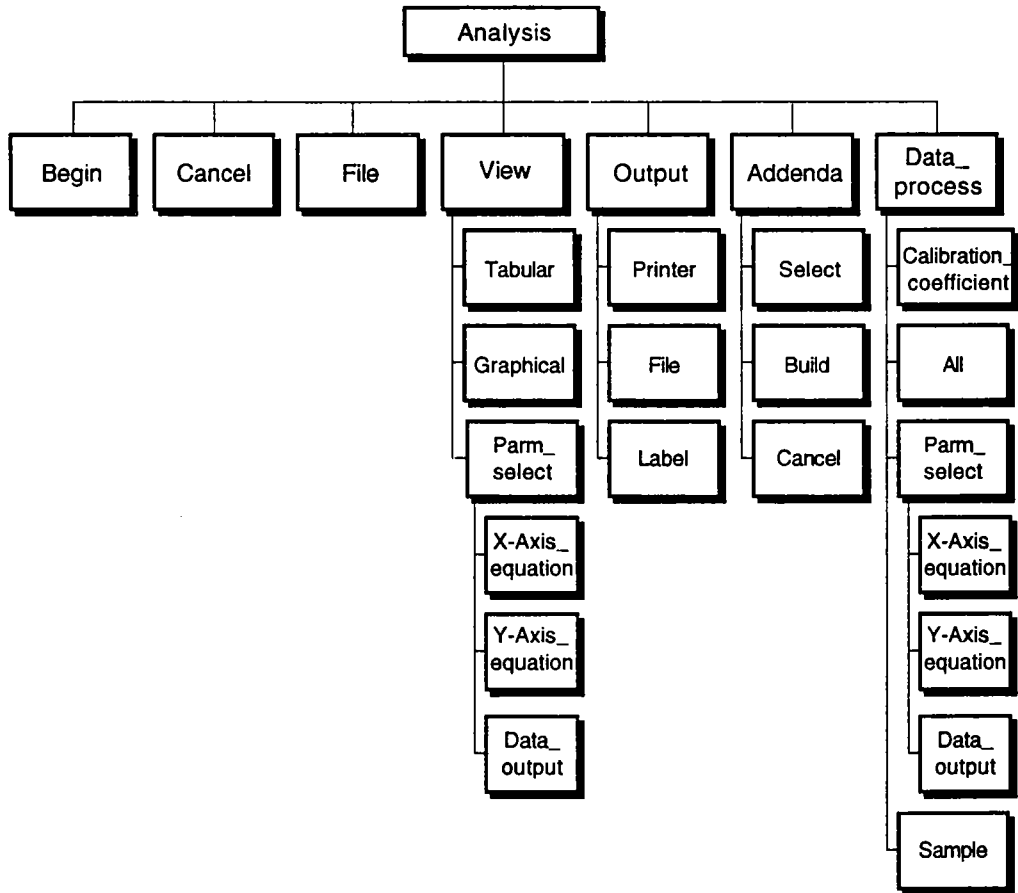 Analysis
Begin
Cancel
File
View
Output
Addenda
Data_
process
Tabular
Graphical
Parm_
select
X-Axis_
equation
Y-Axis_
equation
Data_
output
Printer
File
Label
Select
Build
Cancel
Calibration_
coefficient
All
Parm_
select
X-Axis_
equation
Y-Axis_
equation
Data_
output
Sample